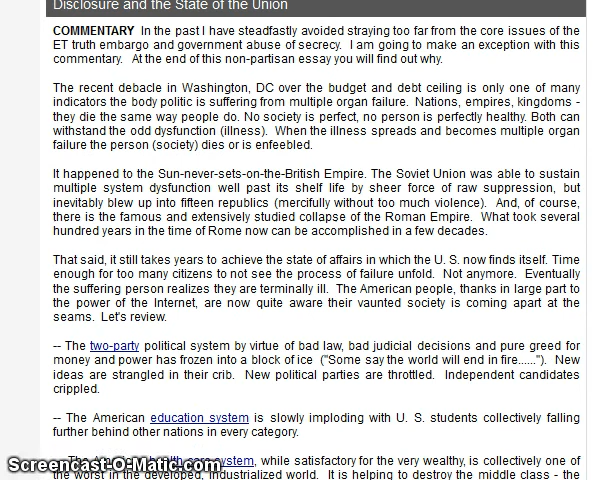 Disclosure and the State of the Union
COMMENTARY In the past I have steadfastly avoided straying too far from the core issues of the
ET truth embargo and government abuse of secrecy. I am going to make an exception with this
commentary. At the end of this non-partisan essay you will find out why.
The recent debacle in Washington, DC over the budget and debt ceiling is only one of many
indicators the body politic is suffering from multiple organ failure. Nations, empires, kingdoms -
they die the same way people do. No society is perfect, no person is perfectly healthy. Both can
withstand the odd dysfunction (illness). When the illness spreads and becomes multiple organ
failure the person (society) dies or is enfeebled.
It happened to the Sun-never-sets-on-the-British Empire. The Soviet Union was able to sustain
multiple system dysfunction well past its shelf life by sheer force of raw suppression, but
inevitably blew up into fifteen republics (mercifully without too much violence). And, of course,
there is the famous and extensively studied collapse of the Roman Empire. What took several
hundred years in the time of Rome now can be accomplished in a few decades.
That said, it still takes years to achieve the state of affairs in which the U. S. now finds itself. Time
enough for too many citizens to not see the process of failure unfold. Not anymore. Eventually
the suffering person realizes they are terminally ill. The American people, thanks in large part to
the power of the Internet, are now quite aware their vaunted society is coming apart at the
seams. Let's review.
-- The two-party political system by virtue of bad law, bad judicial decisions and pure greed for
money and power has frozen into a block of ice ("Some say the world will end in fire......"). New
ideas are strangled in their crib. New political parties are throttled. Independent candidates
crippled.
-- The American education system is slowly imploding with U. S. students collectively falling
further behind other nations in every category.
system, while satisfactory for the very wealthy, is collectively one of
the worst in the developed, industrialized world. It is helping to destroy the middle class - the
Screencast-O-Matic.com